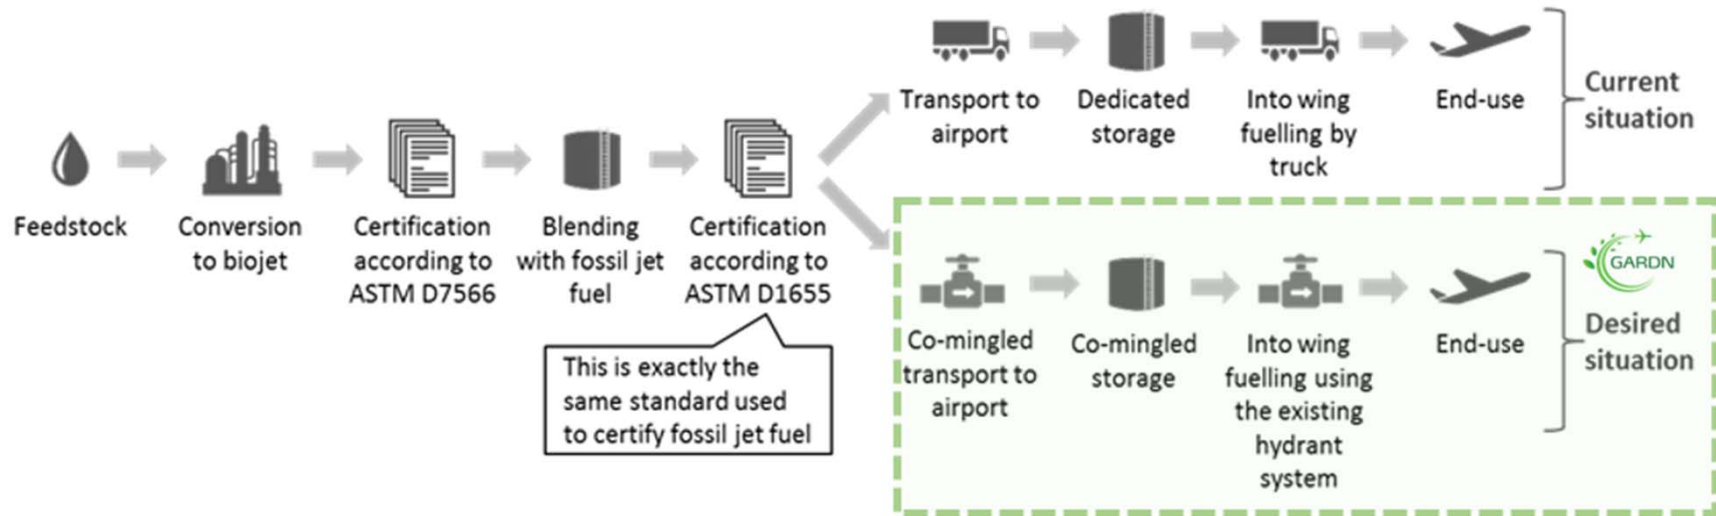 Feedstock
Conversion
to biojet
Certification
according to
ASTM D7566
Blending
with fossil jet
fuel
Certification
according to
ASTM D1655
This is exactly the
same standard used
to certify fossil jet fuel
Transport to
airport
Dedicated
storage
Into wing
fuelling by
truck
End-use
Current
situation
Co-mingled
transport to
airport
Co-mingled
storage
Into wing
fuelling using
the existing
hydrant
system
End-use
GARDN
Desired
situation